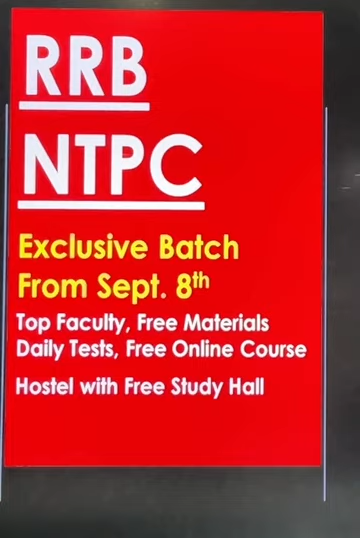 RRB
NTPC
Exclusive Batch
From Sept. 8th
Top Faculty, Free Materials
Daily Tests, Free Online Course
Hostel with Free Study Hall